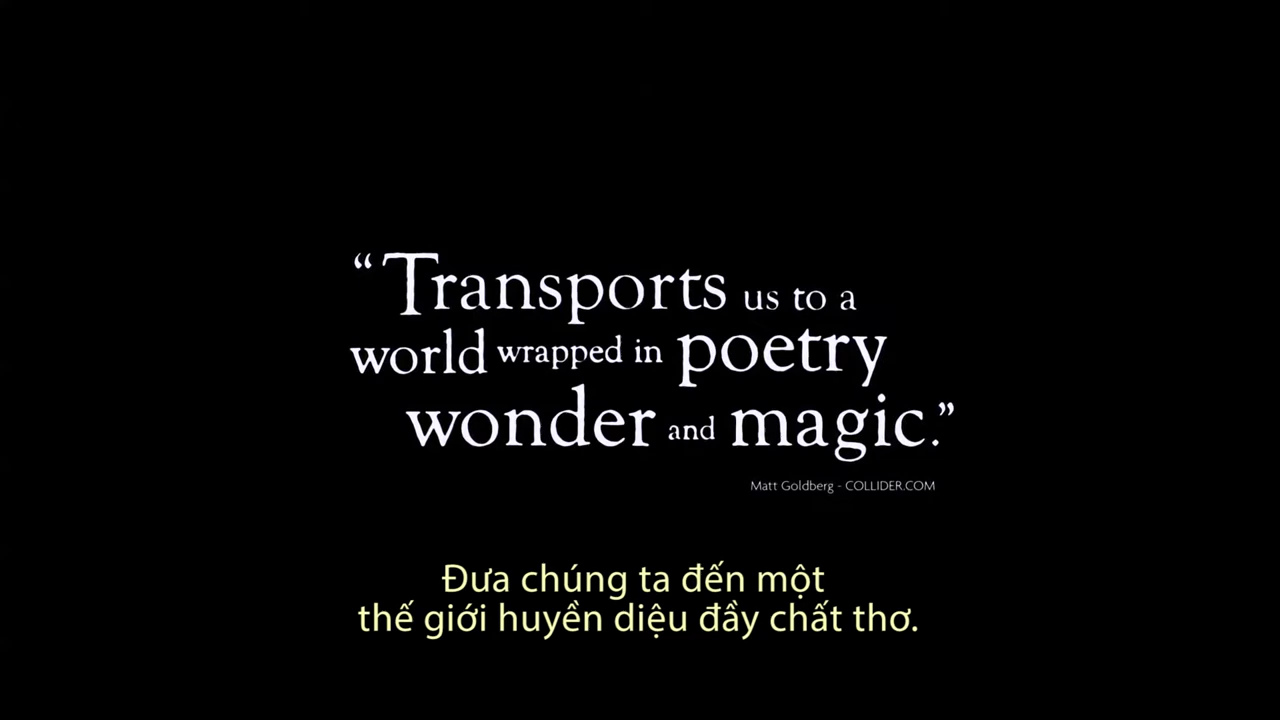 “Transports us to a
world wrapped in poetry
wonder and magic.”
Matt Goldberg - COLLIDER.COM
Đưa chúng ta đến một
thế giới huyền diệu đầy chất thơ.